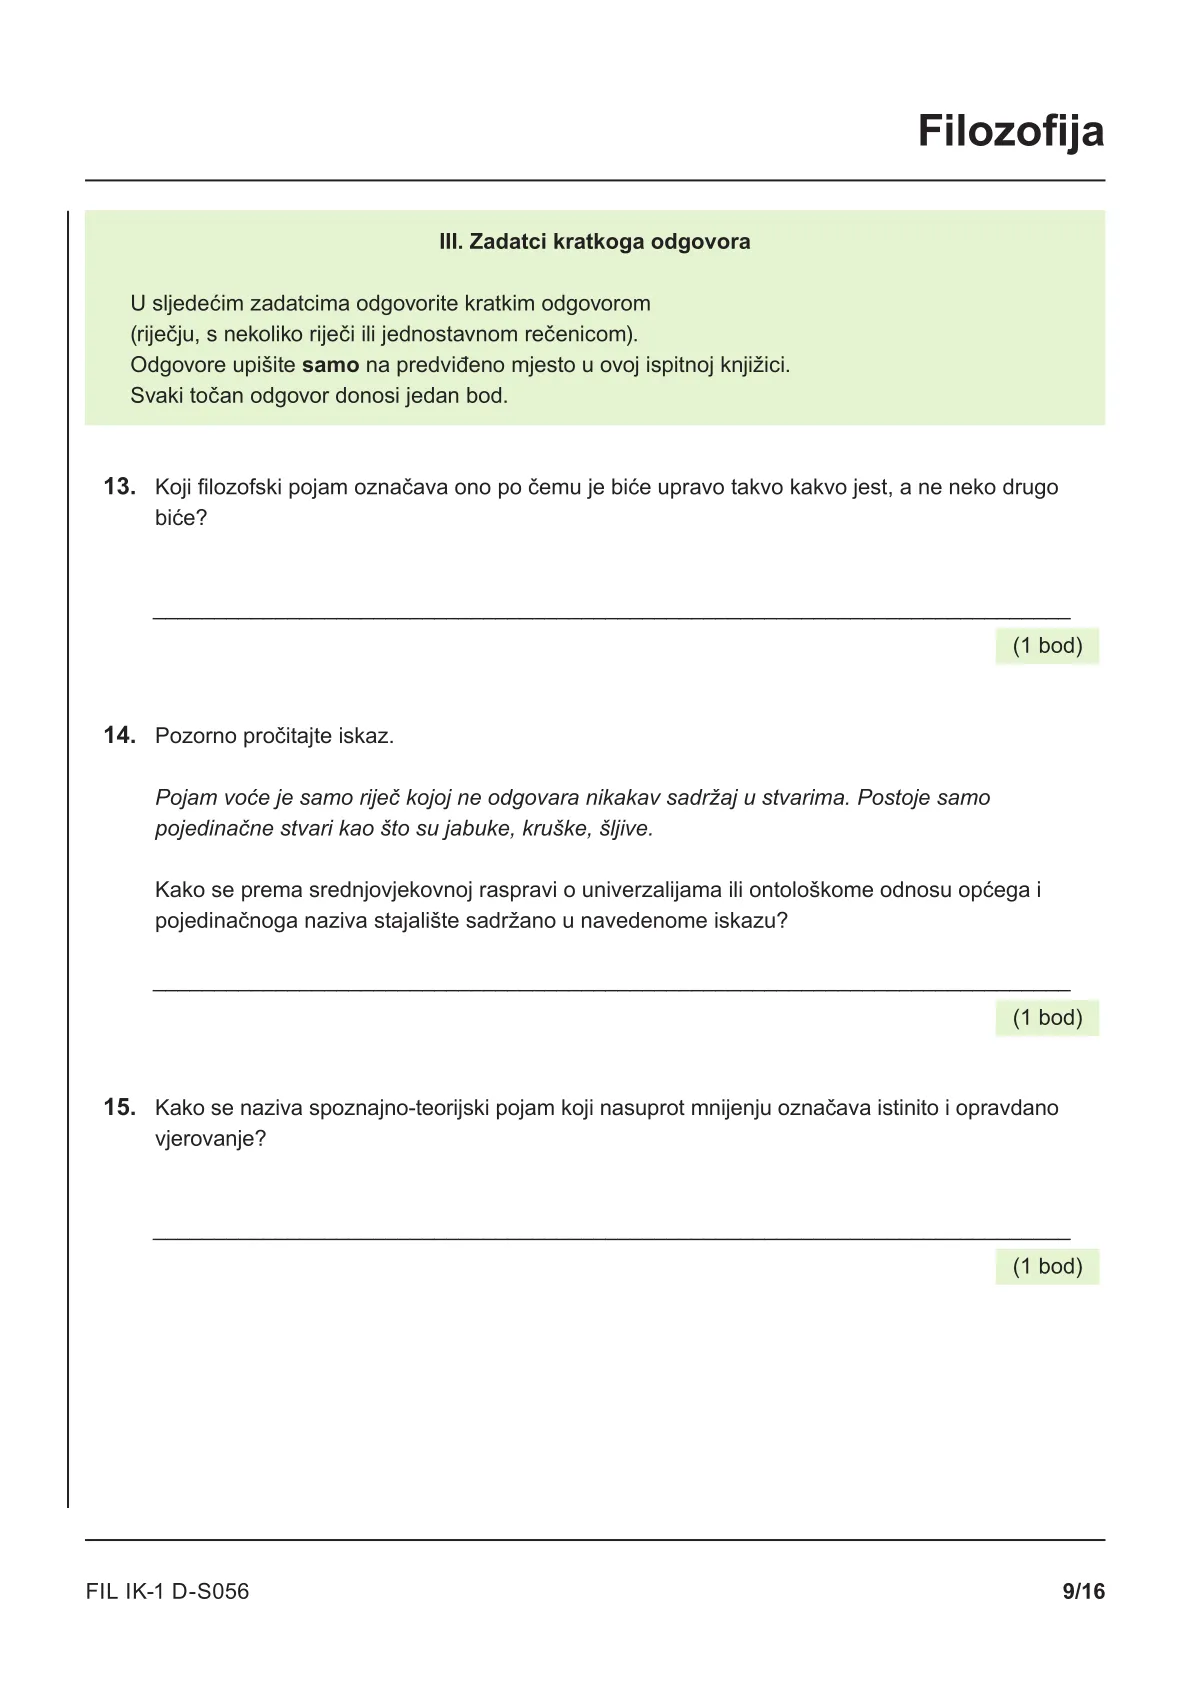 Filozofija
III. Zadatci kratkoga odgovora
U sljedećim zadatcima odgovorite kratkim odgovorom
(riječju, s nekoliko riječi ili jednostavnom rečenicom).
Odgovore upišite samo na predviđeno mjesto u ovoj ispitnoj knjižici.
Svaki točan odgovor donosi jedan bod.
13. Koji filozofski pojam označava ono po čemu je biće upravo takvo kakvo jest, a ne neko drugo
biće?
(1 bod)
14. Pozorno pročitajte iskaz.
Pojam voće je samo riječ kojoj ne odgovara nikakav sadržaj u stvarima. Postoje samo
pojedinačne stvari kao što su jabuke, kruške, šljive.
Kako se prema srednjovjekovnoj raspravi o univerzalijama ili ontološkome odnosu općega i
pojedinačnoga naziva stajalište sadržano u navedenome iskazu?
(1 bod)
15. Kako se naziva spoznajno-teorijski pojam koji nasuprot mnijenju označava istinito i opravdano
vjerovanje?
(1 bod)
FIL IK-1 D-S056
9/16